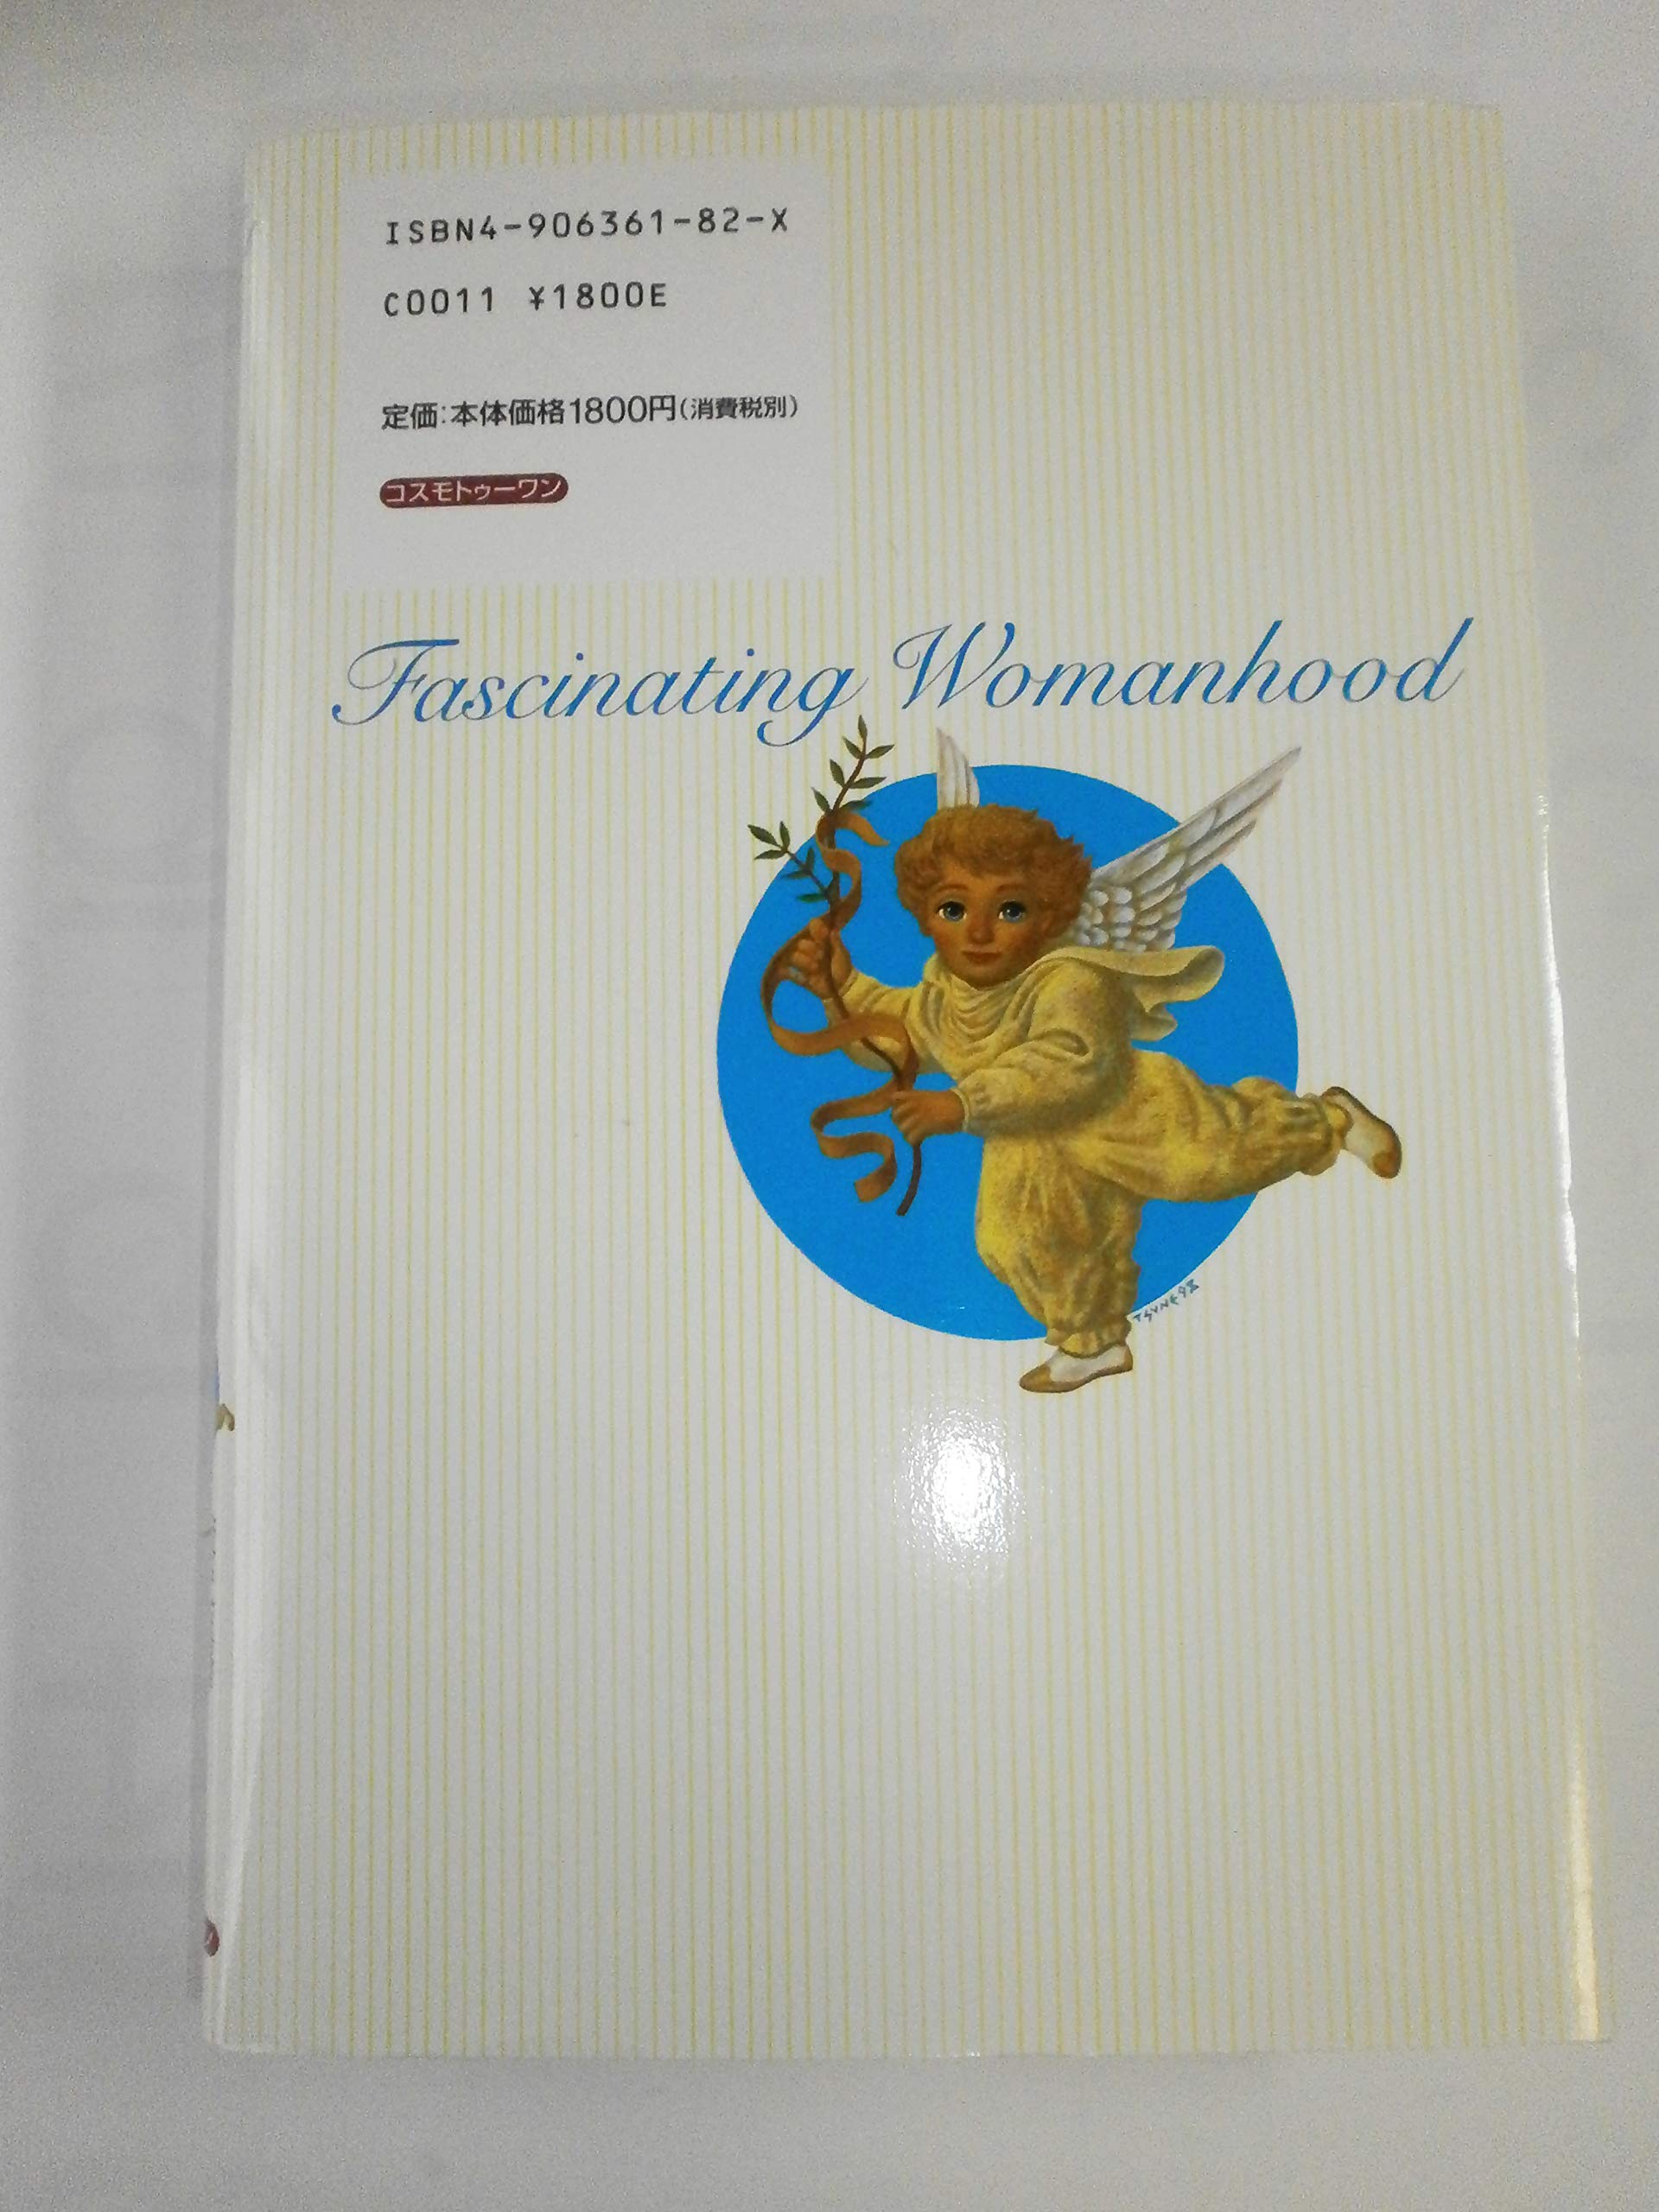 ISBN4-906361-82-X
C0011 ¥1800E
定価:本体価格1800円(消費税別)
コスモトゥーワン
Fascinating Womanhood